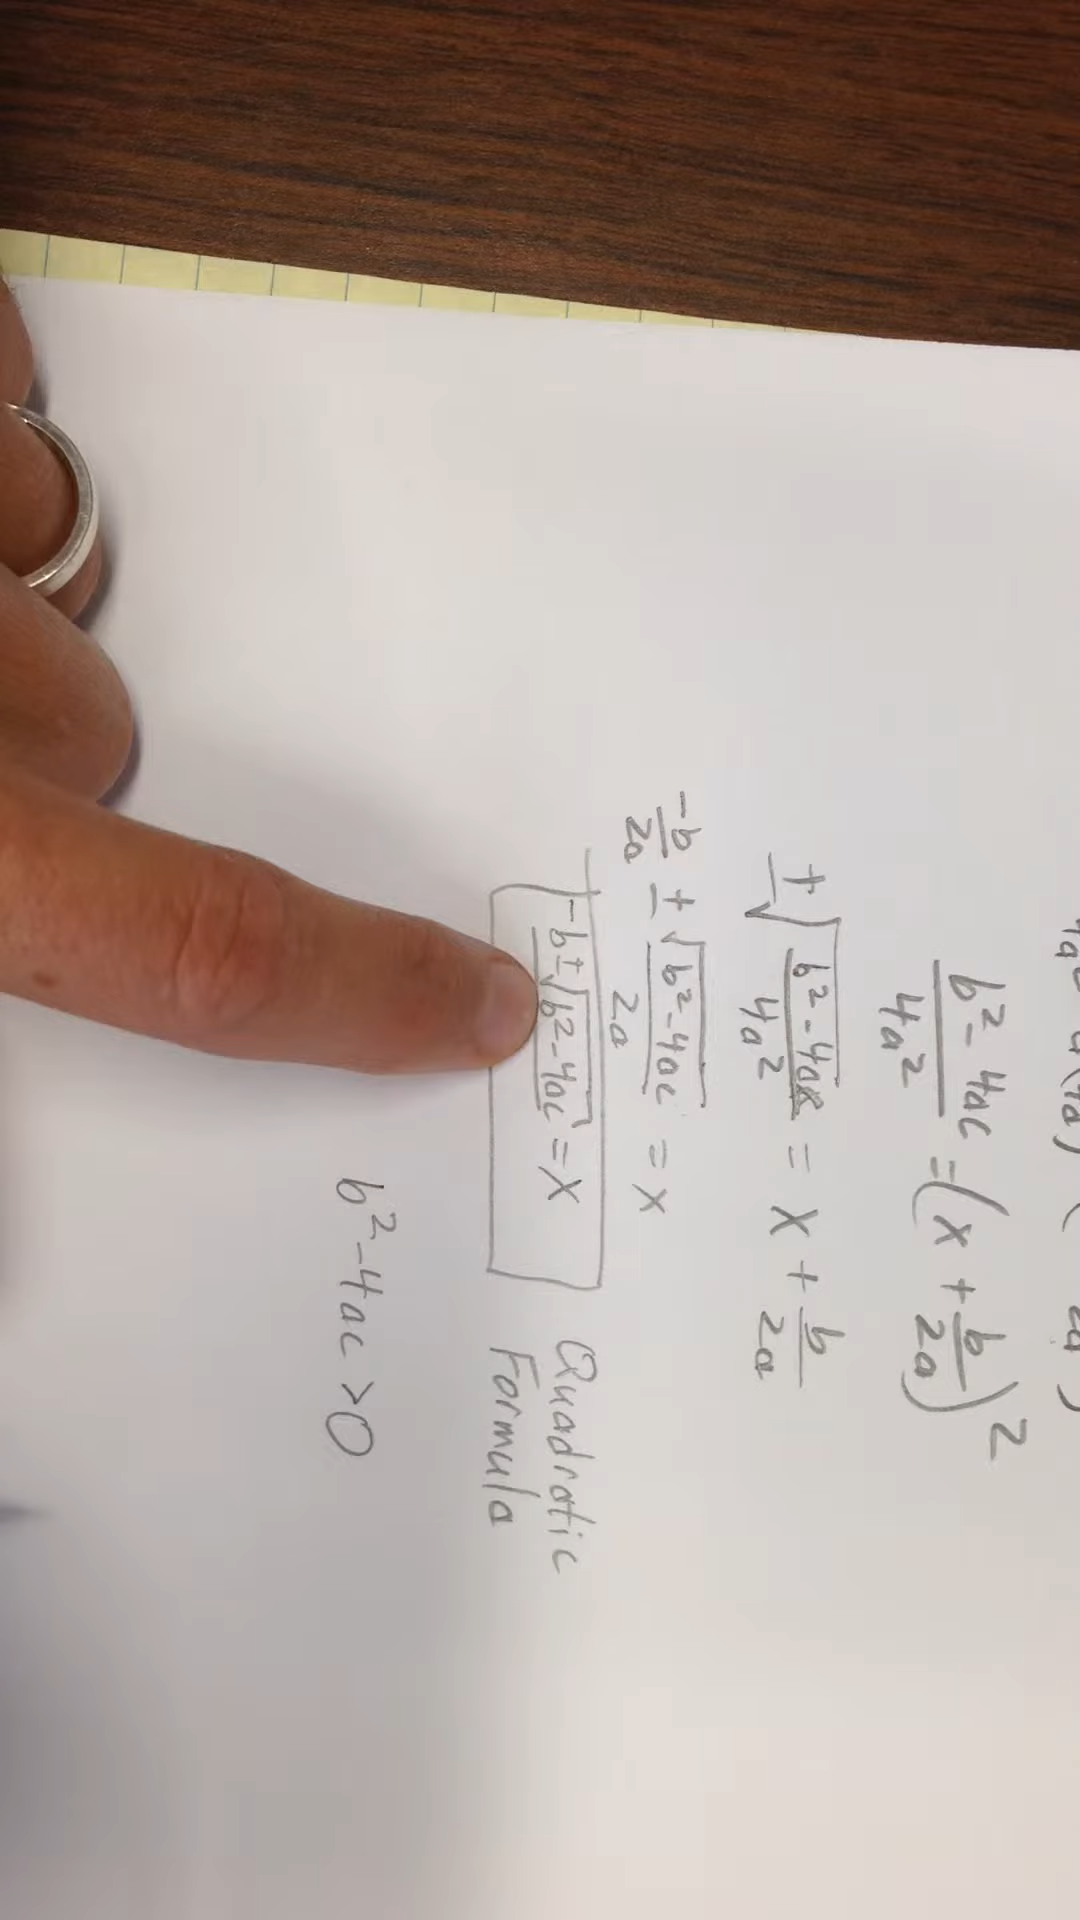 b² - 4ac / 4a² = (x + b/2a)²
± √(b² - 4ac / 4a²) = x + b/2a
-b/2a ± √(b² - 4ac) / 2a = x
-b ± √(b² - 4ac) = x
Quadratic
Formula
b² - 4ac > 0